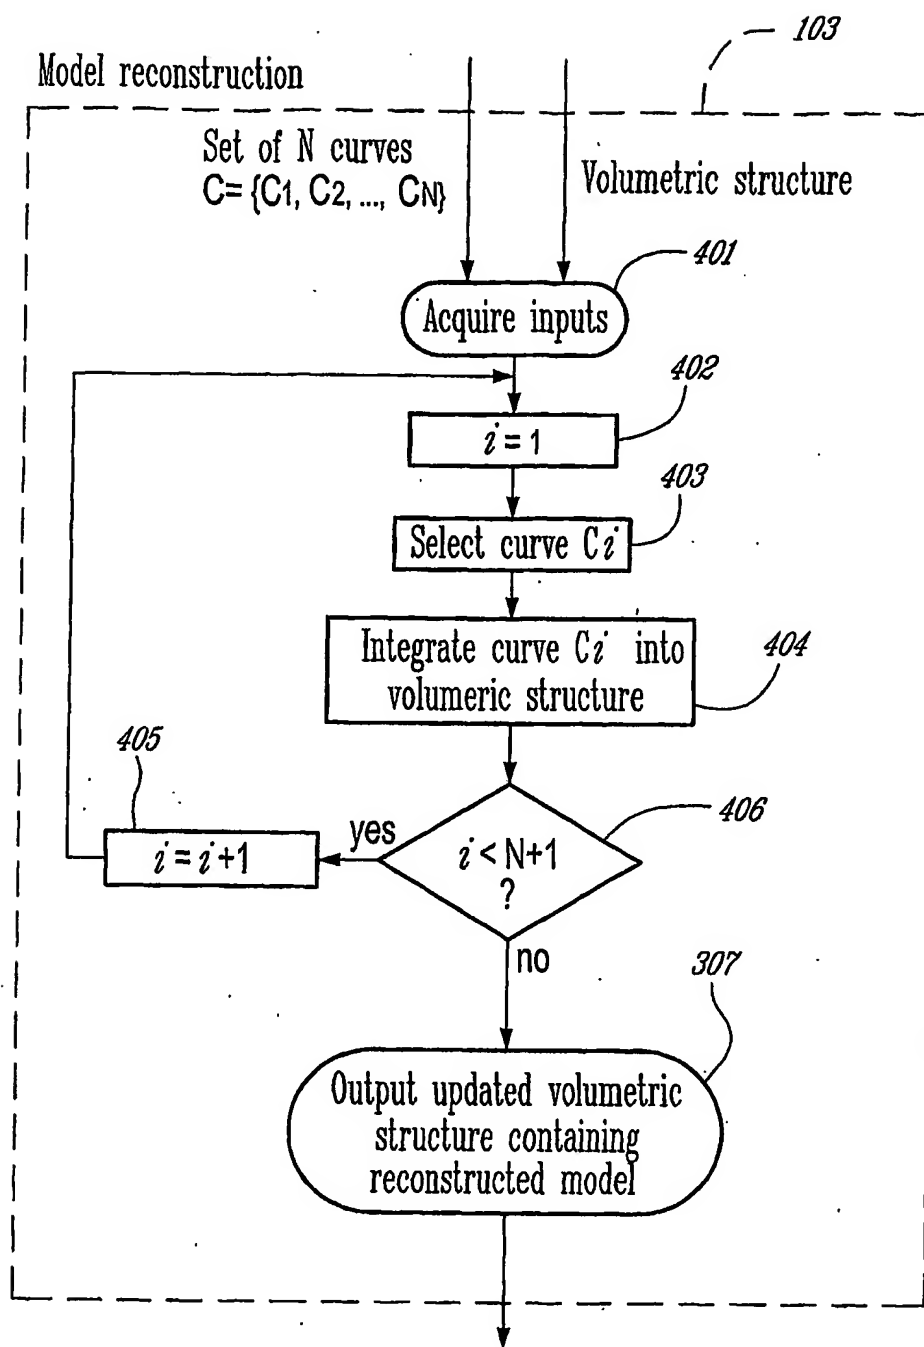 103
Model reconstruction
Set of N curves
C= {C1, C2, ..., CN}
Volumetric structure
401
Acquire inputs
402
i = 1
403
Select curve Ci
Integrate curve Ci into
volumeric structure
404
405
yes
i = i+1
i < N+1
?
406
no
307
Output updated volumetric
structure containing
reconstructed model